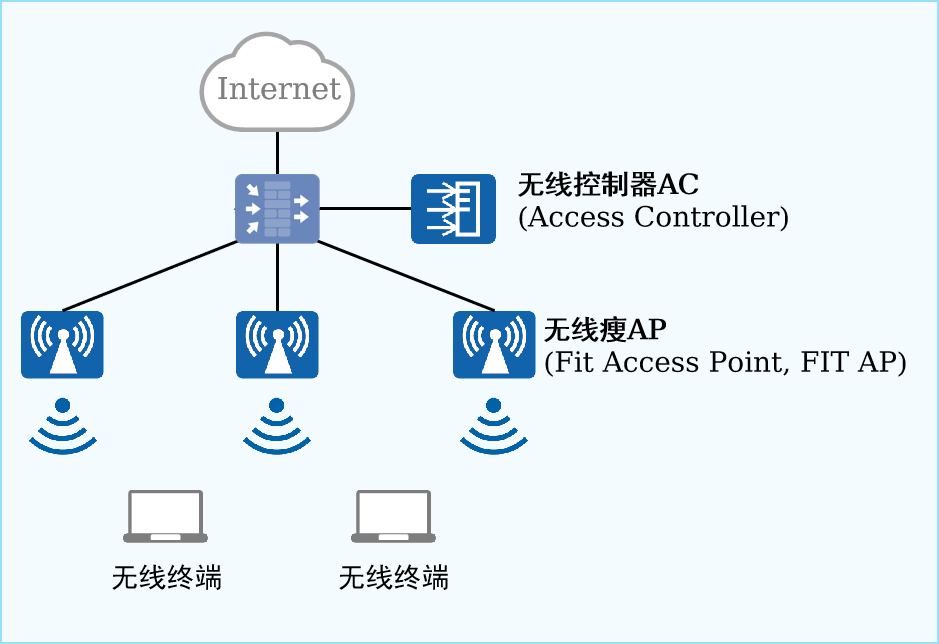 Internet
无线控制器AC
(Access Controller)
无线瘦AP
(Fit Access Point, FIT AP)
无线终端
无线终端